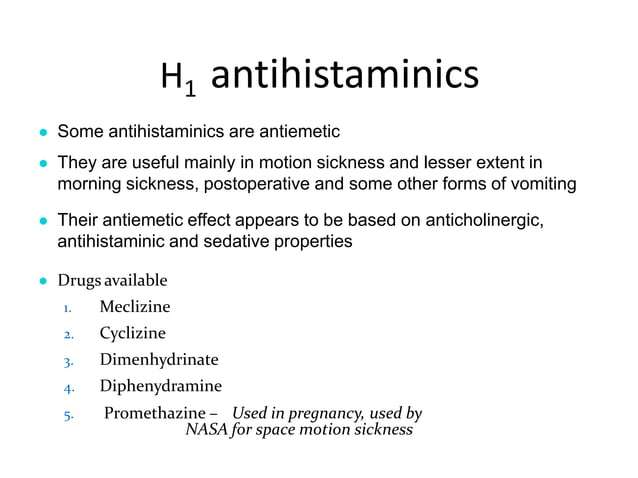 H₁ antihistaminics
● Some antihistaminics are antiemetic
● They are useful mainly in motion sickness and lesser extent in
morning sickness, postoperative and some other forms of vomiting
● Their antiemetic effect appears to be based on anticholinergic,
antihistaminic and sedative properties
● Drugs available
1. Meclizine
2. Cyclizine
3. Dimenhydrinate
4. Diphenydramine
5. Promethazine – Used in pregnancy, used by
NASA for space motion sickness